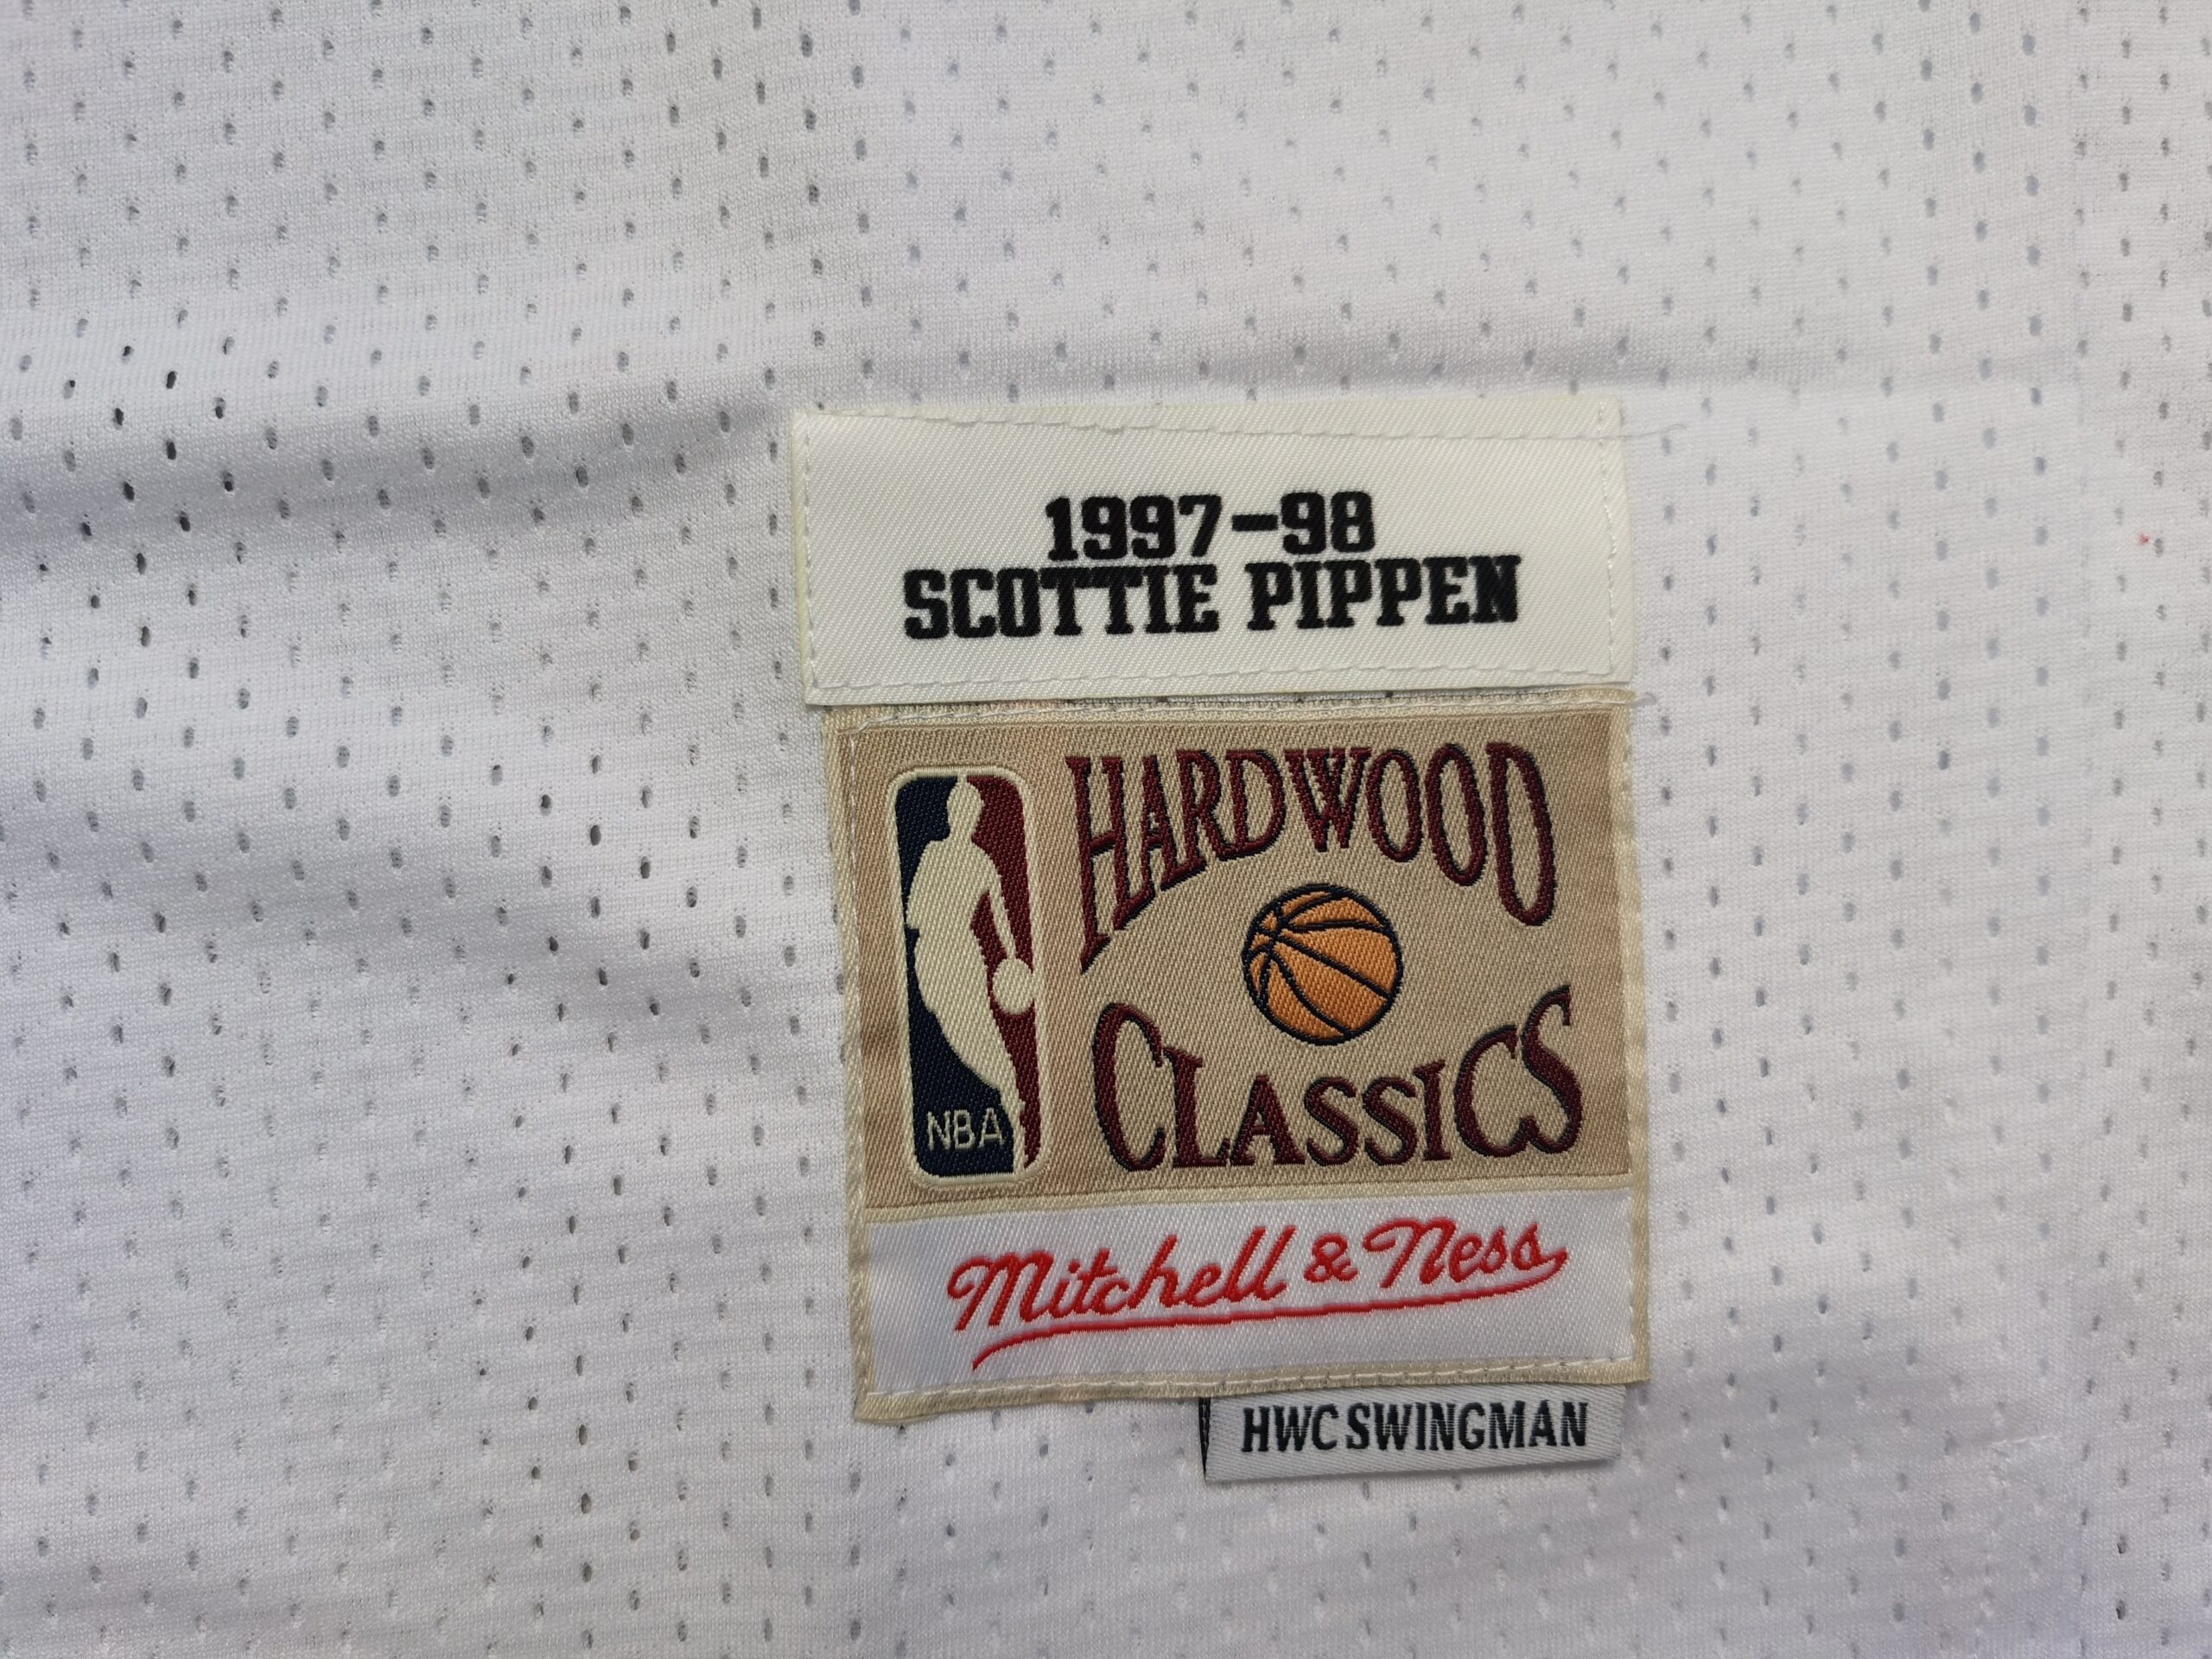 1997-98
SCOTTIE PIPPEN
HARDWOOD
CLASSICS
NBA
Mitchell & Ness
HWC SWINGMAN